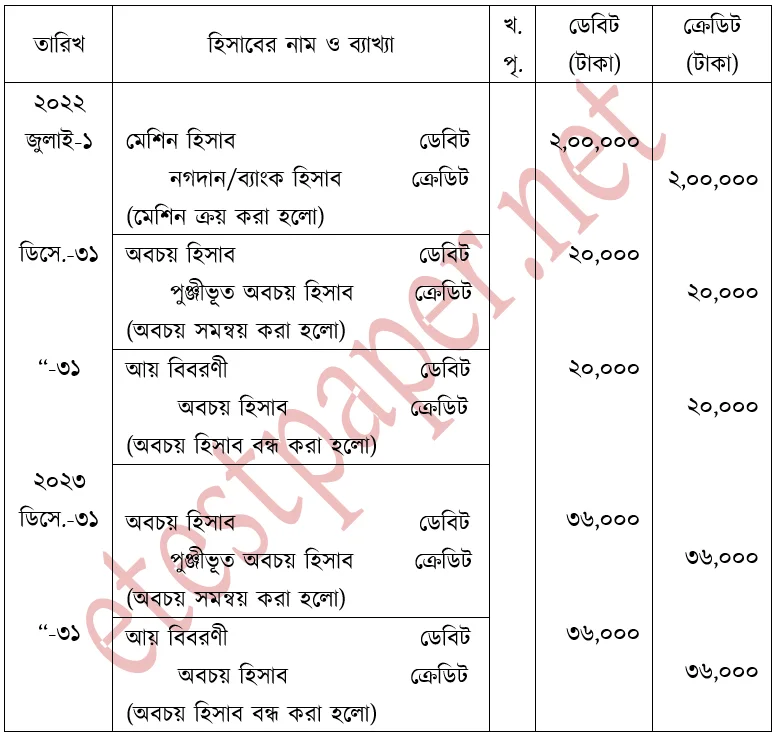 তারিখ হিসাবের নাম ও ব্যাখ্যা খ. পৃ. ডেবিট (টাকা) ক্রেডিট (টাকা)
২০২২
জুলাই-১ মেশিন হিসাব ডেবিট ২,০০,০০০
নগদান/ব্যাংক হিসাব ক্রেডিট ২,০০,০০০
(মেশিন ক্রয় করা হলো)
ডিসে.-৩১ অবচয় হিসাব ডেবিট ২০,০০০
পুঞ্জীভূত অবচয় হিসাব ক্রেডিট ২০,০০০
(অবচয় সমন্বয় করা হলো)
“-৩১ আয় বিবরণী ডেবিট ২০,০০০
অবচয় হিসাব ক্রেডিট ২০,০০০
(অবচয় হিসাব বন্ধ করা হলো)
২০২৩
ডিসে.-৩১ অবচয় হিসাব ডেবিট ৩৬,০০০
পুঞ্জীভূত অবচয় হিসাব ক্রেডিট ৩৬,০০০
(অবচয় সমন্বয় করা হলো)
“-৩১ আয় বিবরণী ডেবিট ৩৬,০০০
অবচয় হিসাব ক্রেডিট ৩৬,০০০
(অবচয় হিসাব বন্ধ করা হলো)
etestpaper.net